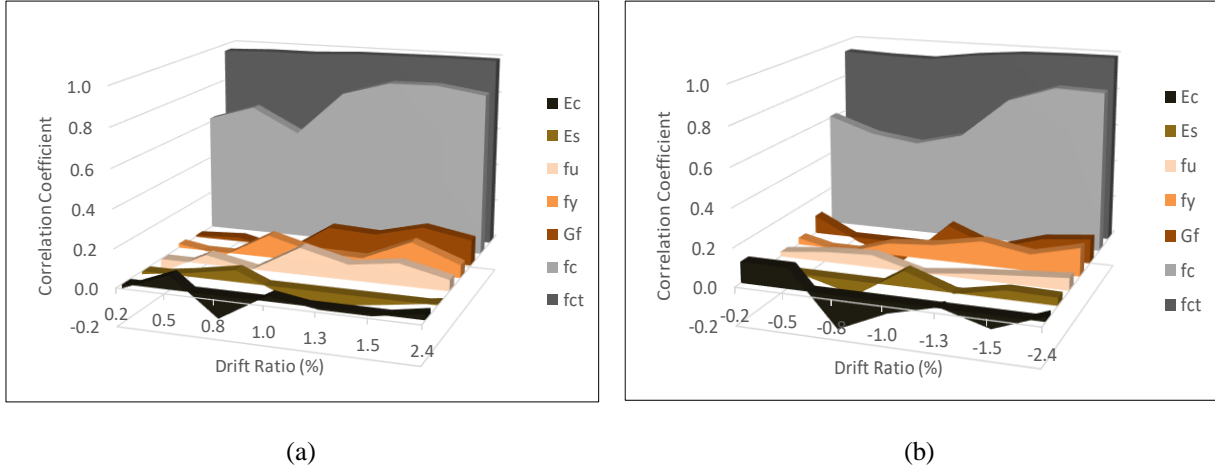 1.0
0.8
0.6
0.4
0.2
0.0
-0.2
Correlation Coefficient
0.2
0.5
0.8
1.0
1.3
1.5
2.4
Drift Ratio (%)
Ec
Es
fu
fy
Gf
fc
fct
(a)
1.0
0.8
0.6
0.4
0.2
0.0
-0.2
Correlation Coefficient
-0.2
-0.5
-0.8
-1.0
-1.3
-1.5
-2.4
Drift Ratio (%)
Ec
Es
fu
fy
Gf
fc
fct
(b)